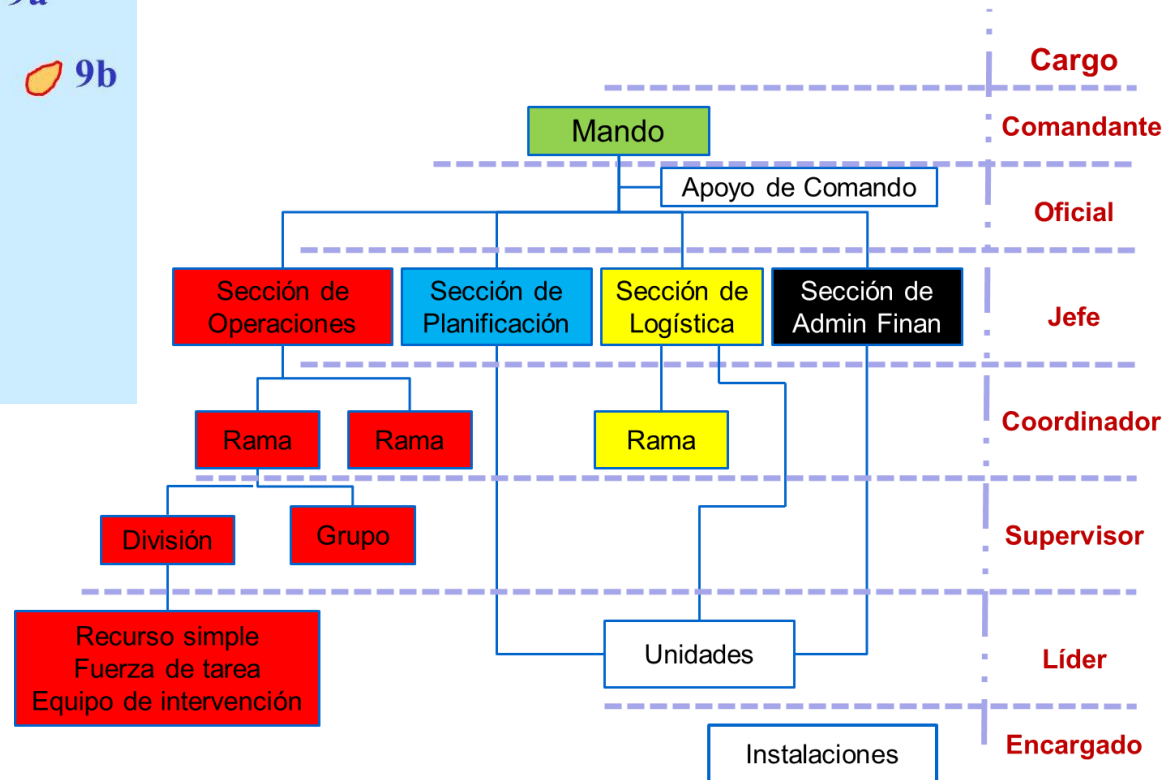 9a
9b
Cargo
Mando
Comandante
Apoyo de Comando
Oficial
Sección de
Operaciones
Sección de
Planificación
Sección de
Logística
Sección de
Admin Finan
Jefe
Rama
Rama
Rama
Coordinador
División
Grupo
Supervisor
Recurso simple
Fuerza de tarea
Equipo de intervención
Unidades
Líder
Instalaciones
Encargado